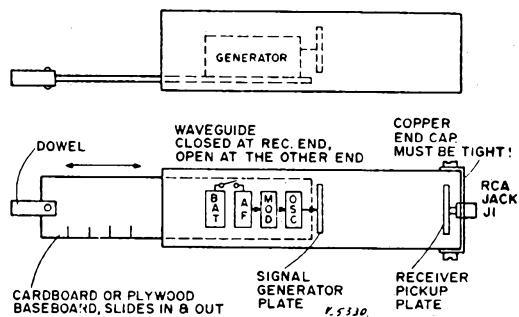 GENERATOR
WAVEGUIDE
CLOSED AT REC. END,
OPEN AT THE OTHER END
COPPER
END CAP
MUST BE TIGHT!
DOWEL
RCA
JACK
J1
BAT
AF
MOD
OSC
SIGNAL
GENERATOR
PLATE
RECEIVER
PICKUP
PLATE
CARDBOARD OR PLYWOOD
BASEBOARD, SLIDES IN & OUT